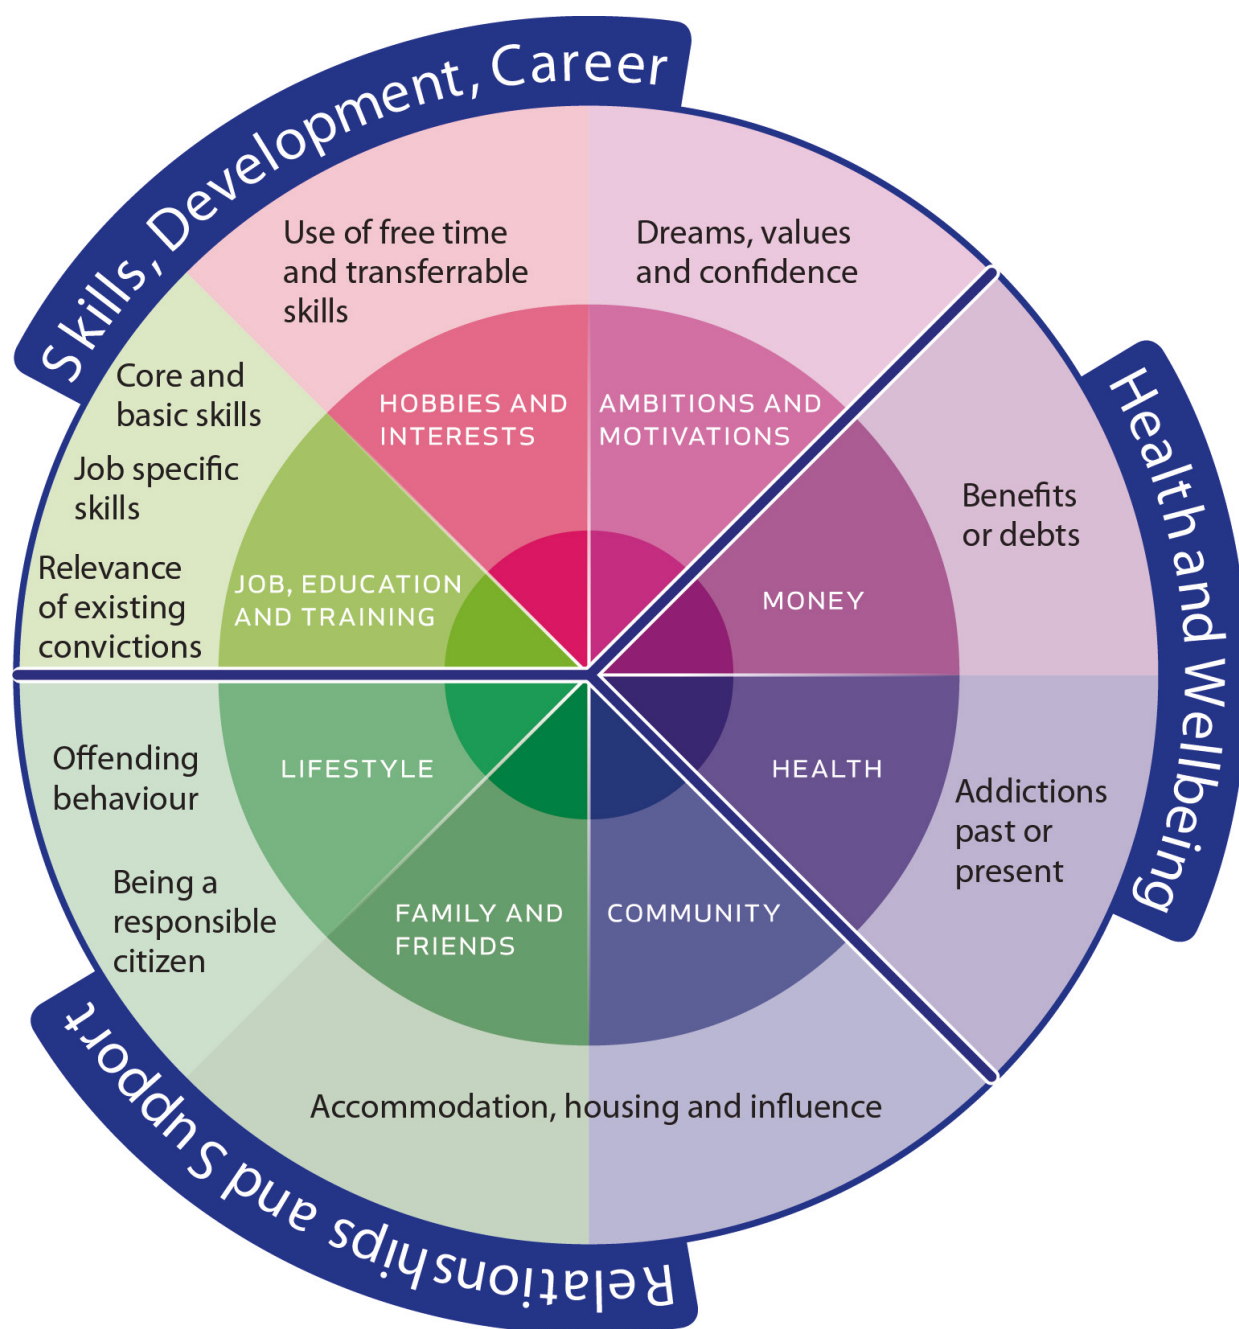 Skills, Development, Career
Use of free time
and transferrable
skills
Dreams, values
and confidence
Core and
basic skills
Job specific
skills
Relevance
of existing
convictions
HOBBIES AND
INTERESTS
AMBITIONS AND
MOTIVATIONS
JOB, EDUCATION
AND TRAINING
MONEY
Benefits
or debts
Health and Wellbeing
HEALTH
Addictions
past or
present
LIFESTYLE
Offending
behaviour
Being a
responsible
citizen
FAMILY AND
FRIENDS
COMMUNITY
Accommodation, housing and influence
Relationships and Support